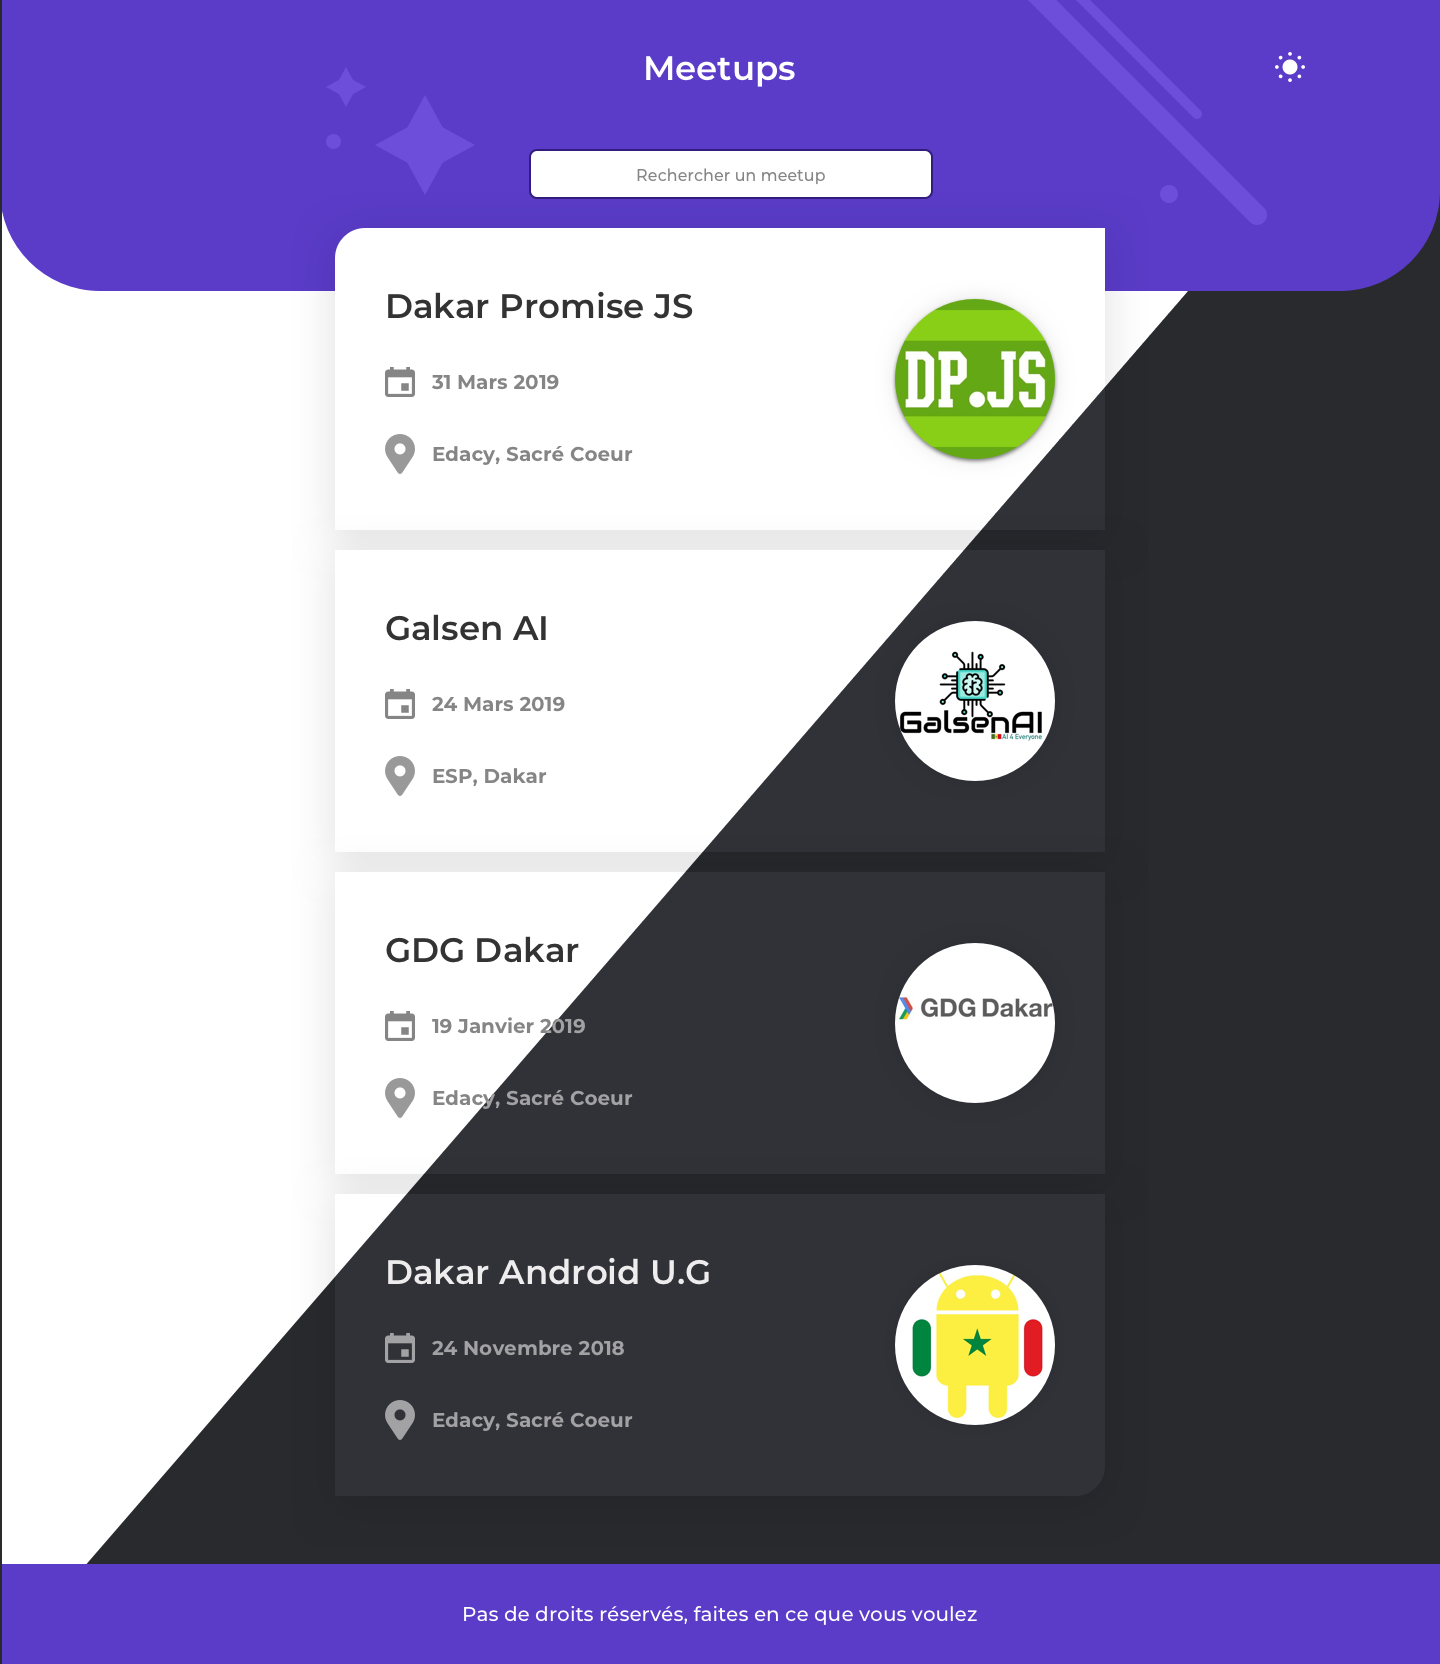 Meetups
Rechercher un meetup
Dakar Promise JS
31 Mars 2019
Edacy, Sacré Coeur
DP.JS
Galsen AI
24 Mars 2019
ESP, Dakar
GalsenAI
AI 4 Everyone
GDG Dakar
19 Janvier 2019
Edacy, Sacré Coeur
GDG Dakar
Dakar Android U.G
24 Novembre 2018
Edacy, Sacré Coeur
Pas de droits réservés, faites en ce que vous voulez